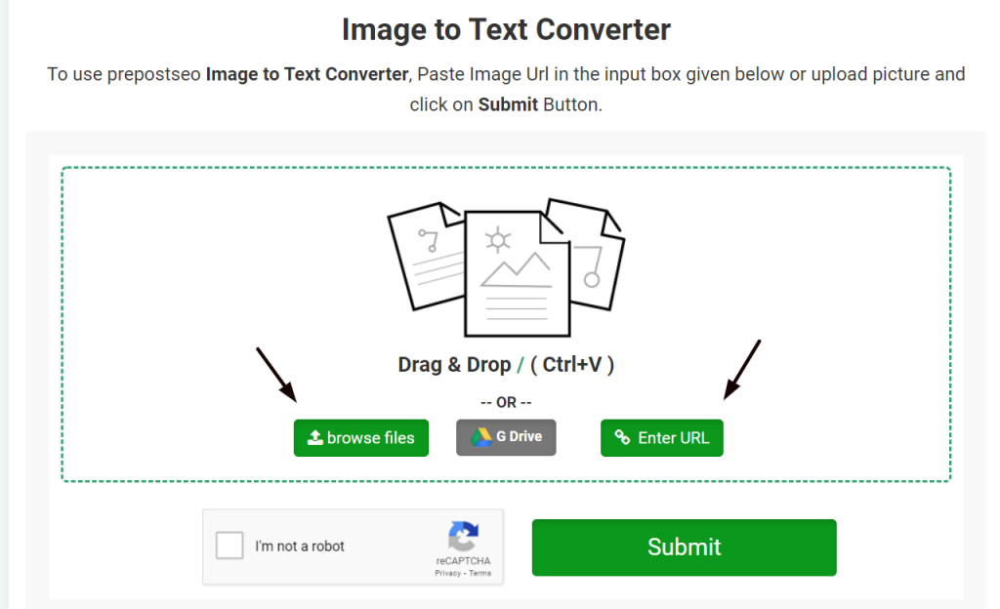 Image to Text Converter
To use prepostseo Image to Text Converter, Paste Image Url in the input box given below or upload picture and
click on Submit Button.
Drag & Drop / ( Ctrl+V )
-- OR --
browse files
G Drive
Enter URL
I'm not a robot
reCAPTCHA
Privacy - Terms
Submit